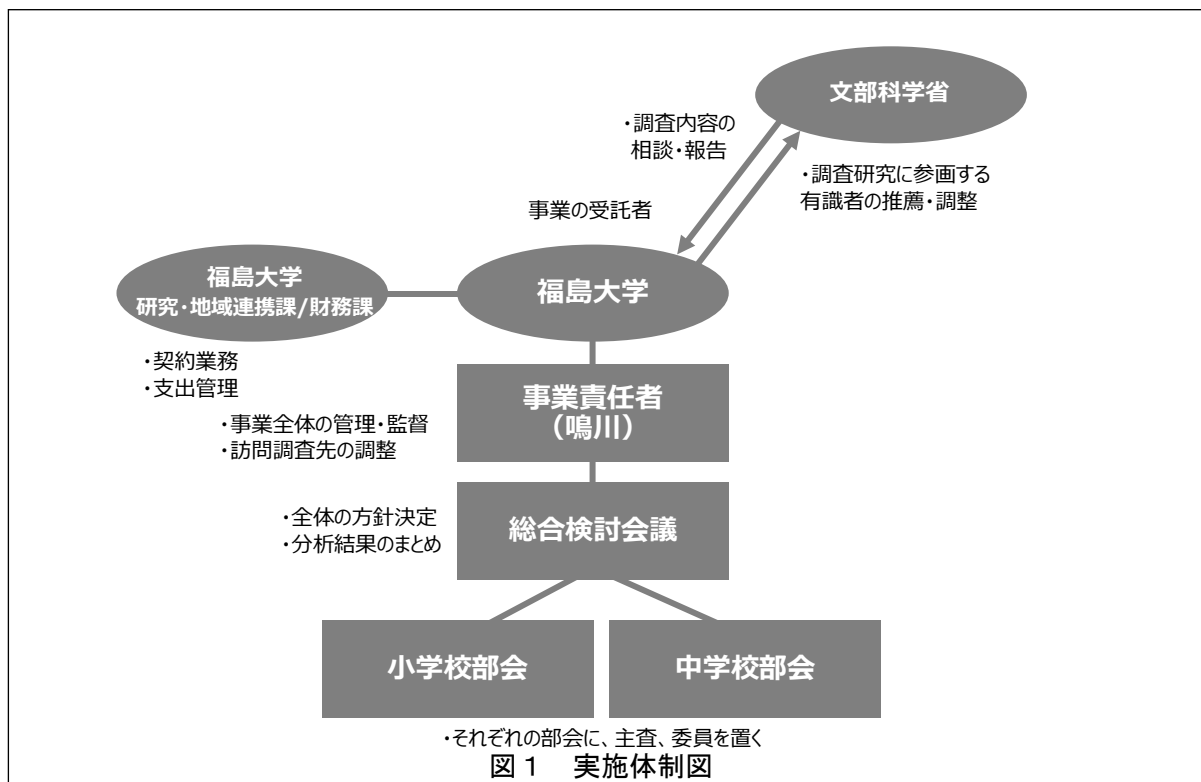 文部科学省
・調査内容の
相談・報告
・調査研究に参画する
有識者の推薦・調整
事業の受託者
福島大学
研究・地域連携課/財務課
福島大学
・契約業務
・支出管理
事業責任者
（鳴川）
・事業全体の管理・監督
・訪問調査先の調整
総合検討会議
・全体の方針決定
・分析結果のまとめ
小学校部会
中学校部会
・それぞれの部会に、主査、委員を置く
図１　実施体制図